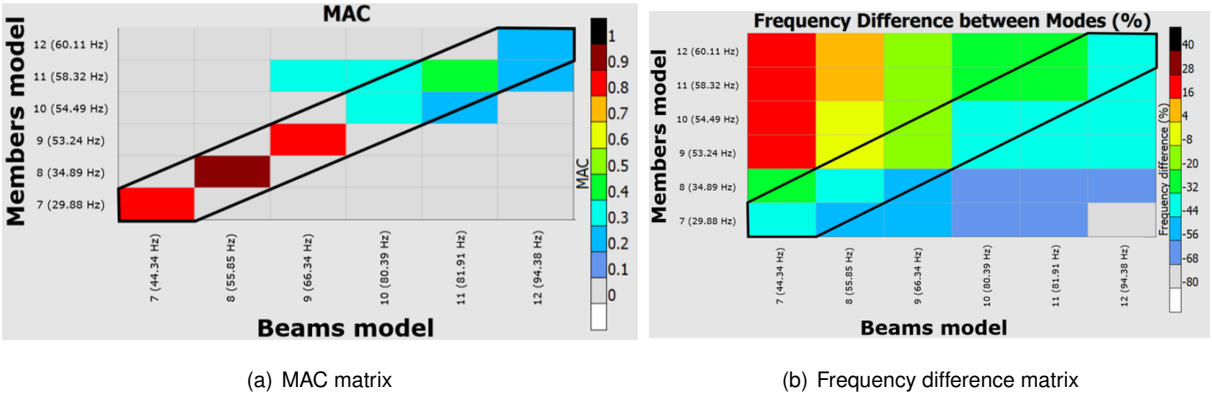 MAC
Members model
12 (60.11 Hz)
11 (58.32 Hz)
10 (54.49 Hz)
9 (53.24 Hz)
8 (34.89 Hz)
7 (29.88 Hz)
7 (44.34 Hz)
8 (55.85 Hz)
9 (66.34 Hz)
10 (80.39 Hz)
11 (81.91 Hz)
12 (94.38 Hz)
Beams model
MAC
1
0.9
0.8
0.7
0.6
0.5
0.4
0.3
0.2
0.1
0
(a) MAC matrix
Frequency Difference between Modes (%)
Members model
12 (60.11 Hz)
11 (58.32 Hz)
10 (54.49 Hz)
9 (53.24 Hz)
8 (34.89 Hz)
7 (29.88 Hz)
7 (44.34 Hz)
8 (55.85 Hz)
9 (66.34 Hz)
10 (80.39 Hz)
11 (81.91 Hz)
12 (94.38 Hz)
Beams model
Frequency difference (%)
40
28
16
4
-8
-20
-32
-44
-56
-68
-80
(b) Frequency difference matrix